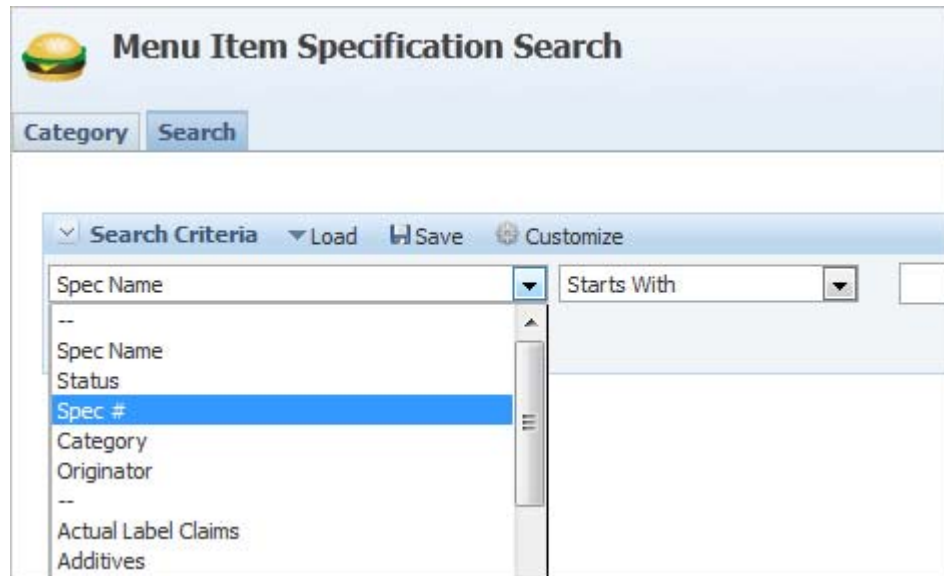 Menu Item Specification Search
Category Search
Search Criteria Load Save Customize
Spec Name Starts With
--
Spec Name
Status
Spec #
Category
Originator
--
Actual Label Claims
Additives